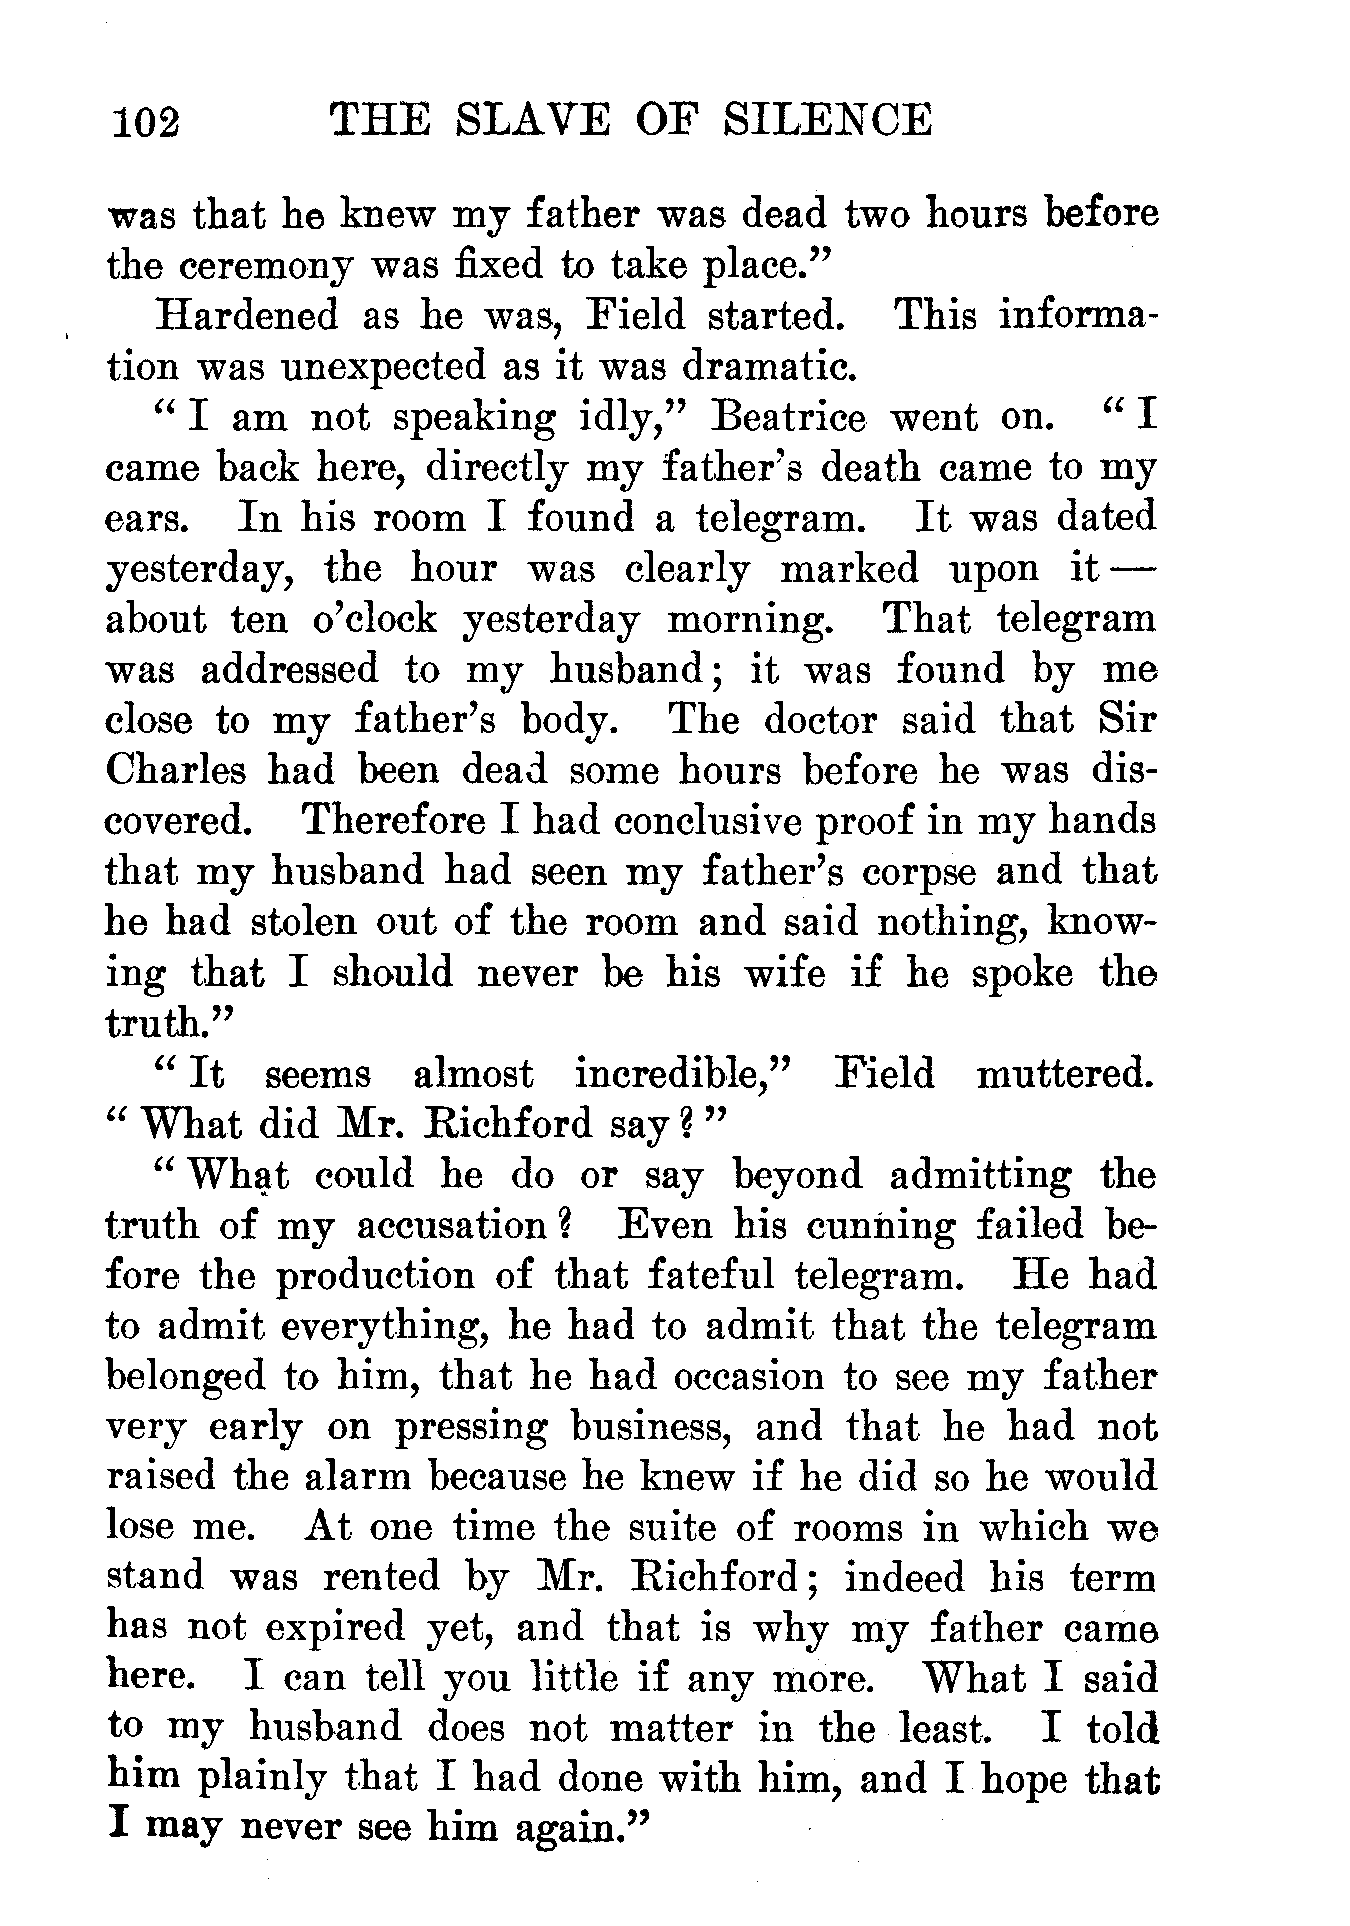 102 THE SLAVE OF SILENCE
was that he knew my father was dead two hours before
the ceremony was fixed to take place.”
Hardened as he was, Field started. This informa-
tion was unexpected as it was dramatic.
“ I am not speaking idly,” Beatrice went on. “ I
came back here, directly my father’s death came to my
ears. In his room I found a telegram. It was dated
yesterday, the hour was clearly marked upon it —
about ten o’clock yesterday morning. That telegram
was addressed to my husband; it was found by me
close to my father’s body. The doctor said that Sir
Charles had been dead some hours before he was dis-
covered. Therefore I had conclusive proof in my hands
that my husband had seen my father’s corpse and that
he had stolen out of the room and said nothing, know-
ing that I should never be his wife if he spoke the
truth.”
“ It seems almost incredible,” Field muttered.
“ What did Mr. Richford say? ”
“ What could he do or say beyond admitting the
truth of my accusation? Even his cunning failed be-
fore the production of that fateful telegram. He had
to admit everything, he had to admit that the telegram
belonged to him, that he had occasion to see my father
very early on pressing business, and that he had not
raised the alarm because he knew if he did so he would
lose me. At one time the suite of rooms in which we
stand was rented by Mr. Richford; indeed his term
has not expired yet, and that is why my father came
here. I can tell you little if any more. What I said
to my husband does not matter in the least. I told
him plainly that I had done with him, and I hope that
I may never see him again.”